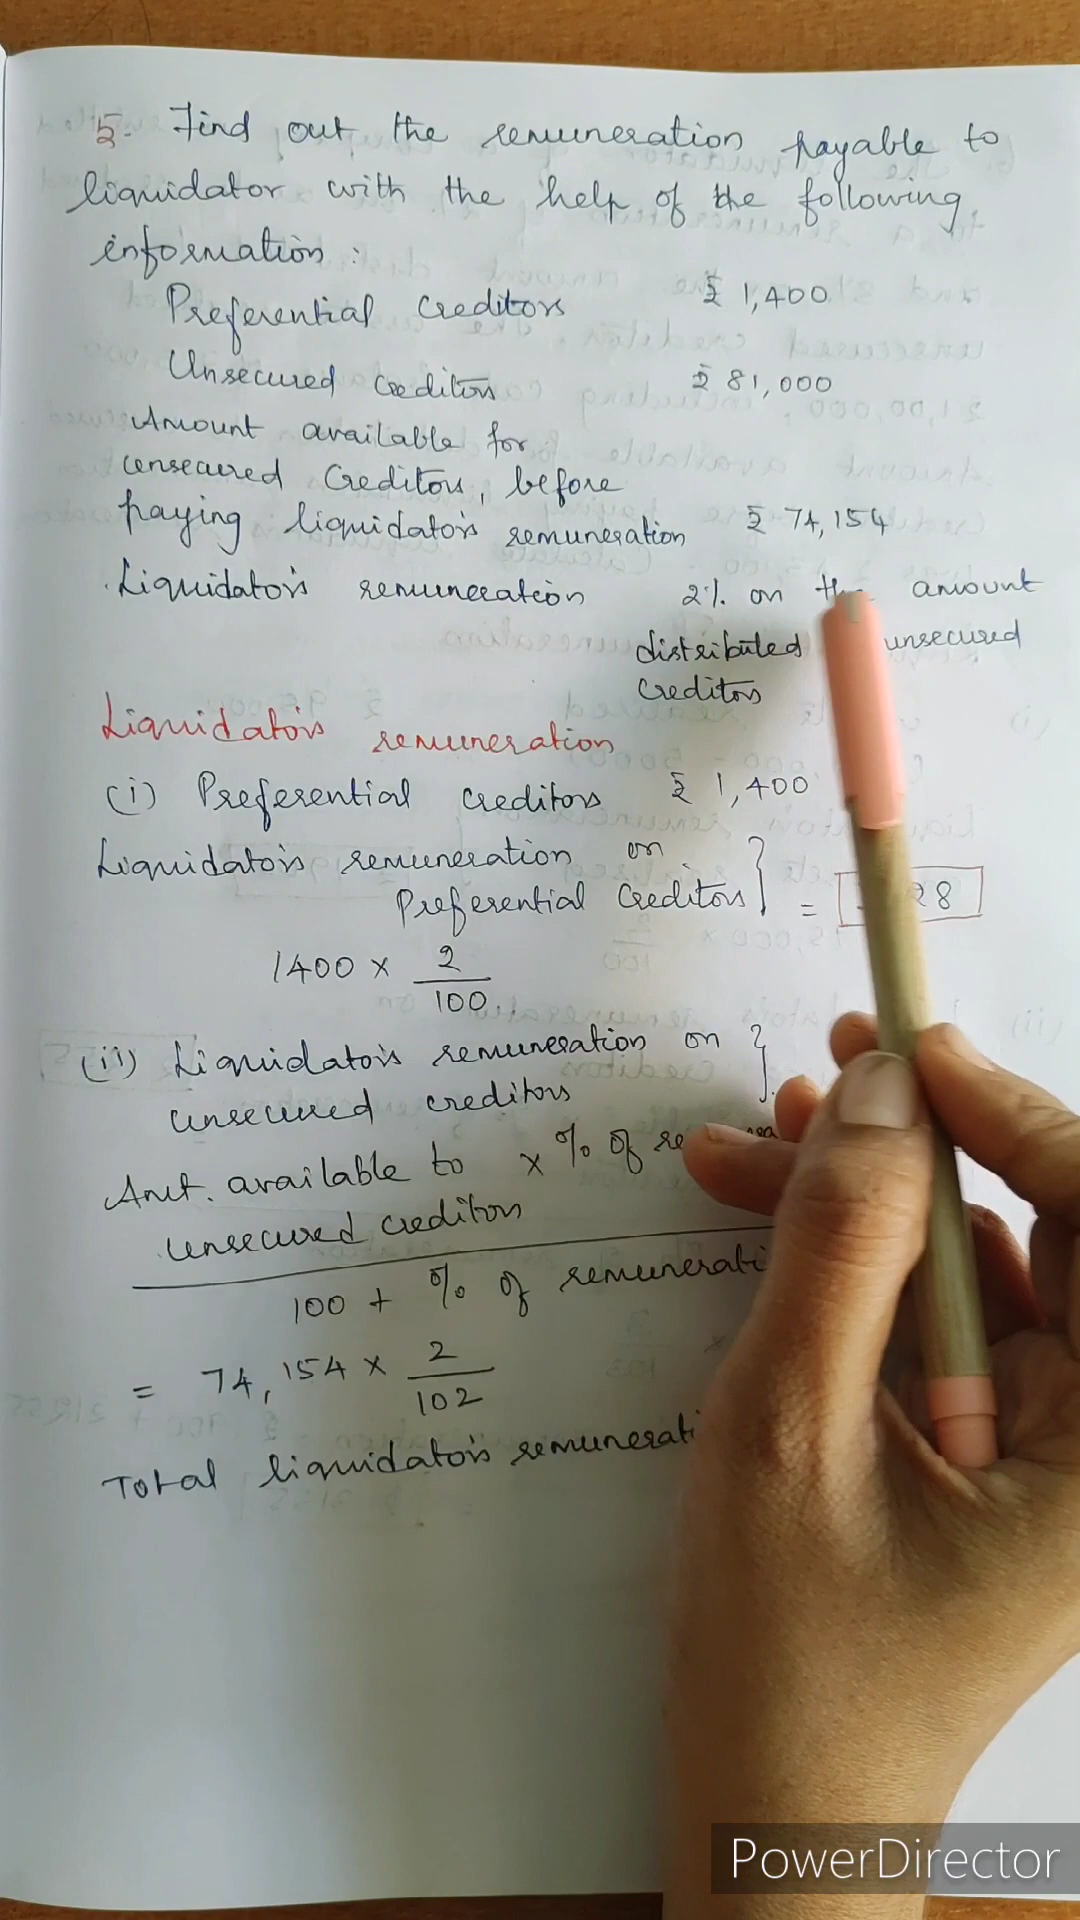 5. Find out the remuneration payable to
liquidator with the help of the following
information :
Preferential Creditors ₹ 1,400
Unsecured Creditors ₹ 81,000
Amount available for
unsecured Creditors, before
paying liquidator's remuneration ₹ 74,154
Liquidator's remuneration 2% on the amount
distributed unsecured
Creditors
Liquidator's remuneration
(i) Preferential creditors ₹ 1,400
Liquidator's remuneration on
Preferential Creditors } = 28
1400 × 2
100
(ii) Liquidator's remuneration on }
unsecured creditors
Amt. available to × % of
unsecured creditors
100 + % of
= 74,154 × 2
102
Total liquidator's
PowerDirector